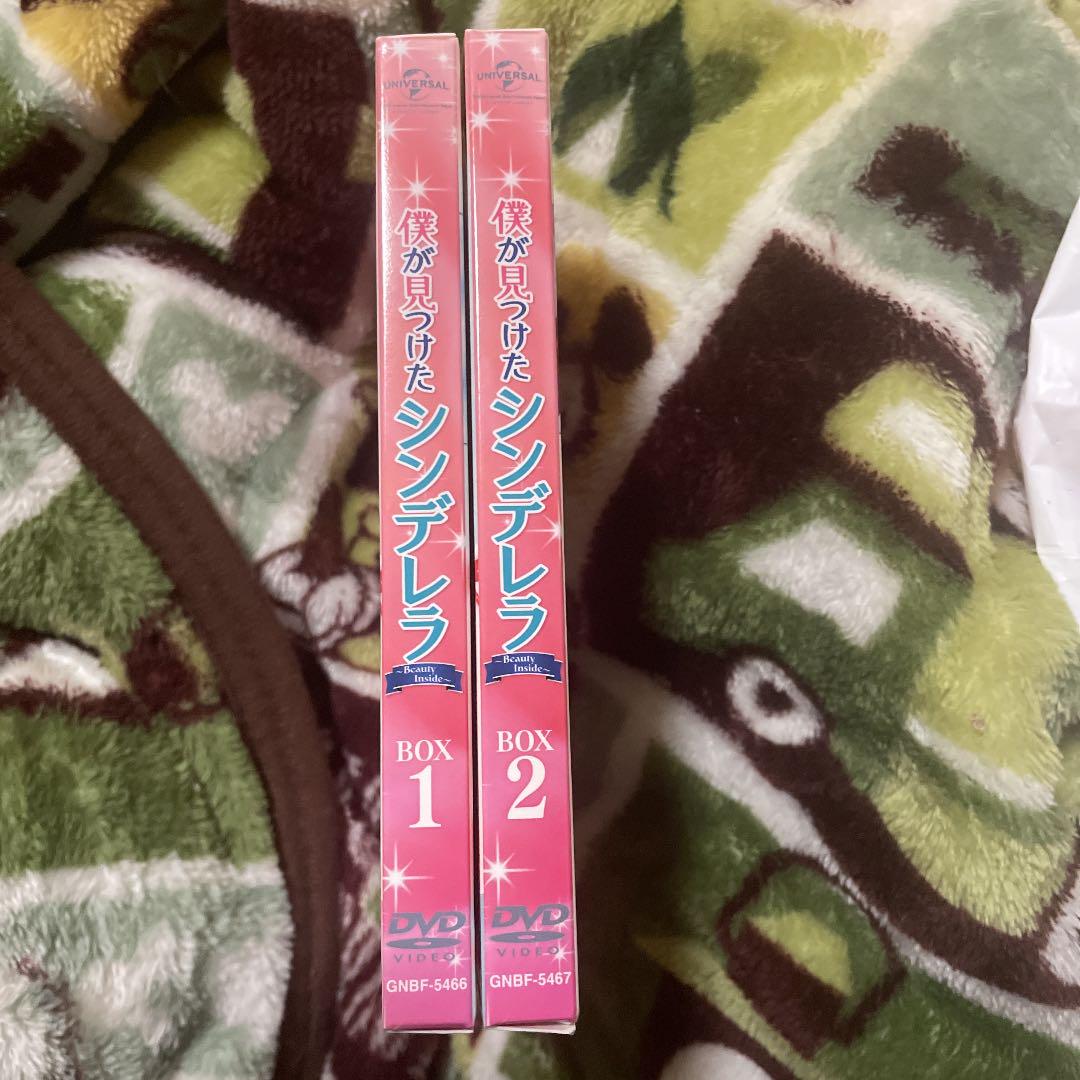 UNIVERSAL
僕が見つけた
シンデレラ
~Beauty
Inside~
BOX
1
DVD
VIDEO
GNBF-5466
UNIVERSAL
僕が見つけた
シンデレラ
~Beauty
Inside~
BOX
2
DVD
VIDEO
GNBF-5467